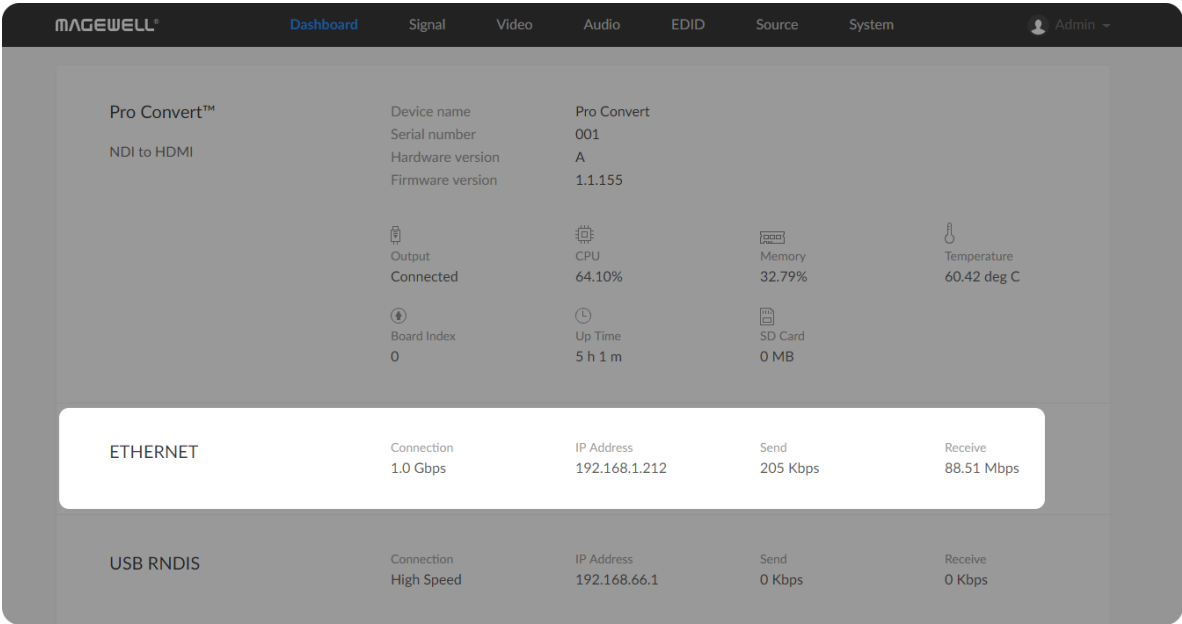 MAGEWELL® Dashboard Signal Video Audio EDID Source System Admin
Pro Convert™
NDI to HDMI
Device name Pro Convert
Serial number 001
Hardware version A
Firmware version 1.1.155
Output CPU Memory Temperature
Connected 64.10% 32.79% 60.42 deg C
Board Index Up Time SD Card
0 5 h 1 m 0 MB
ETHERNET
Connection IP Address Send Receive
1.0 Gbps 192.168.1.212 205 Kbps 88.51 Mbps
USB RNDIS
Connection IP Address Send Receive
High Speed 192.168.66.1 0 Kbps 0 Kbps